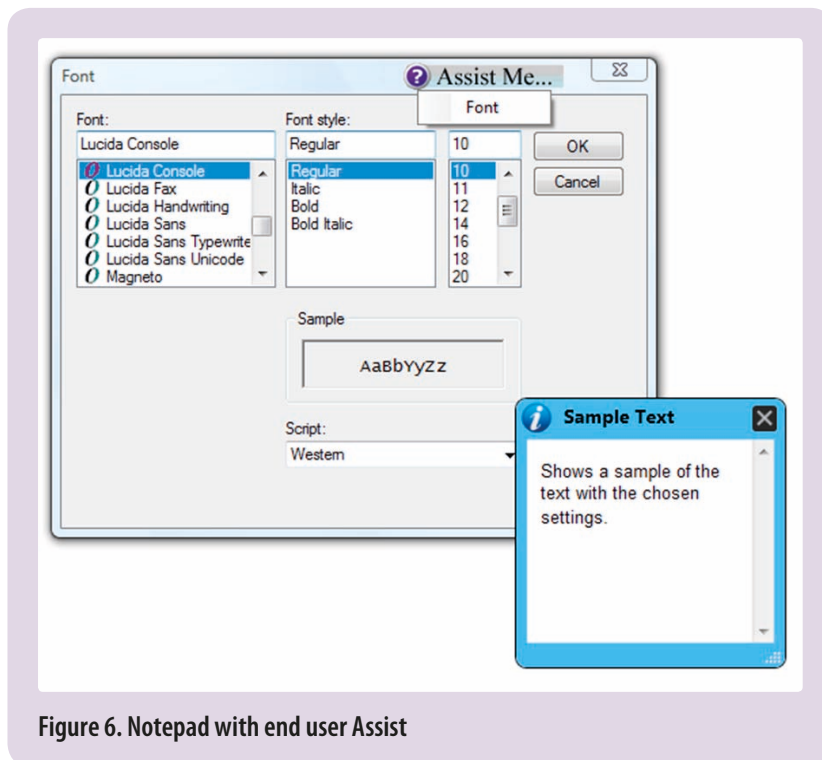 Font
Assist Me...
Font
Font:
Font style:
Lucida Console
Regular
10
OK
Cancel
Lucida Console
Lucida Fax
Lucida Handwriting
Lucida Sans
Lucida Sans Typewrite
Lucida Sans Unicode
Magneto
Regular
Italic
Bold
Bold Italic
10
11
12
14
16
18
20
Sample
AaBbYyZz
Script:
Western
Sample Text
Shows a sample of the
text with the chosen
settings.
Figure 6. Notepad with end user Assist